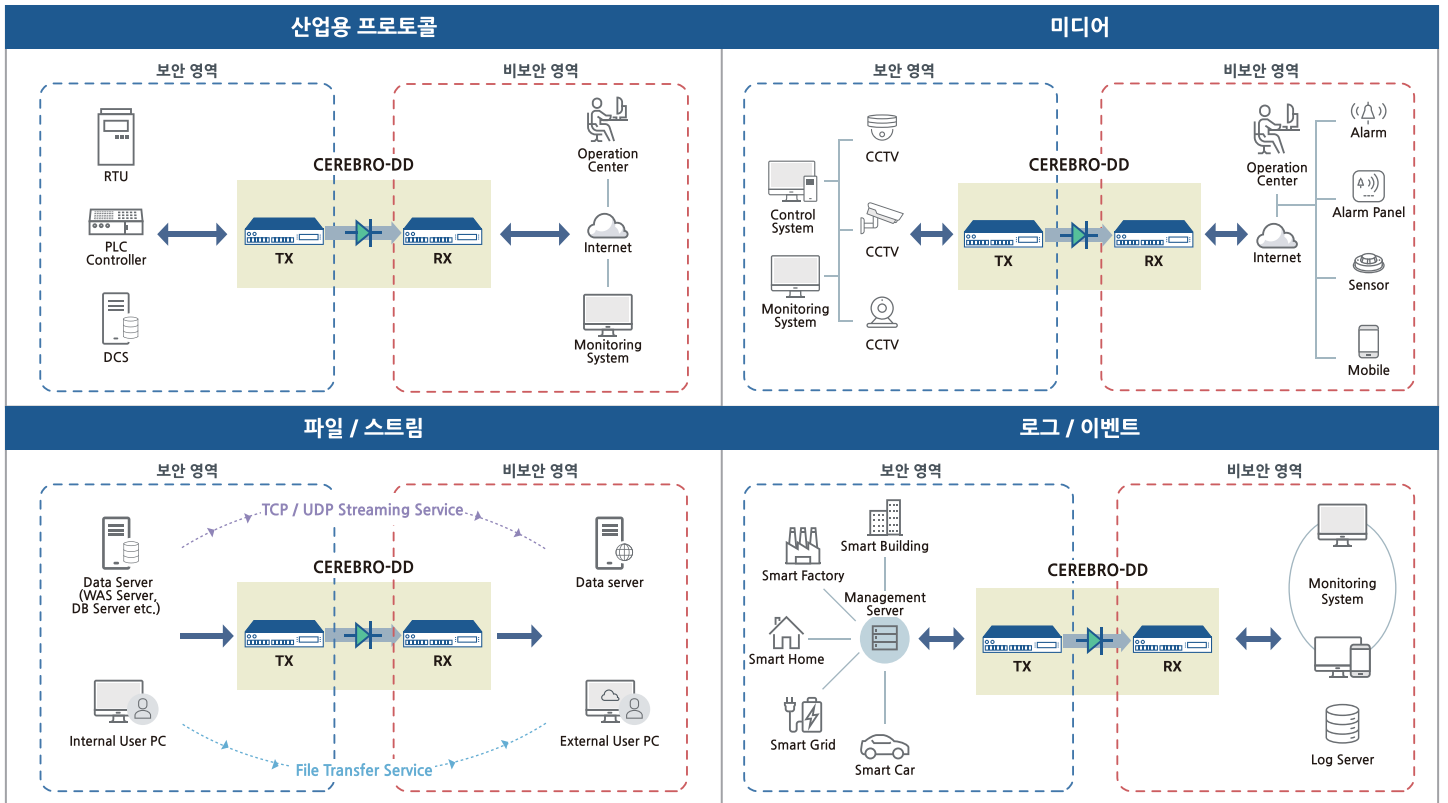 산업용 프로토콜
보안 영역
비보안 영역
RTU
PLC
Controller
DCS
CEREBRO-DD
TX
RX
Operation
Center
Internet
Monitoring
System
미디어
보안 영역
비보안 영역
Control
System
Monitoring
System
CCTV
CCTV
CCTV
CEREBRO-DD
TX
RX
Operation
Center
Internet
Alarm
Alarm Panel
Sensor
Mobile
파일 / 스트림
보안 영역
비보안 영역
TCP / UDP Streaming Service
Data Server
(WAS Server,
DB Server etc.)
Internal User PC
CEREBRO-DD
TX
RX
Data server
External User PC
File Transfer Service
로그 / 이벤트
보안 영역
비보안 영역
Smart Building
Smart Factory
Management
Server
Smart Home
Smart Grid
Smart Car
CEREBRO-DD
TX
RX
Monitoring
System
Log Server